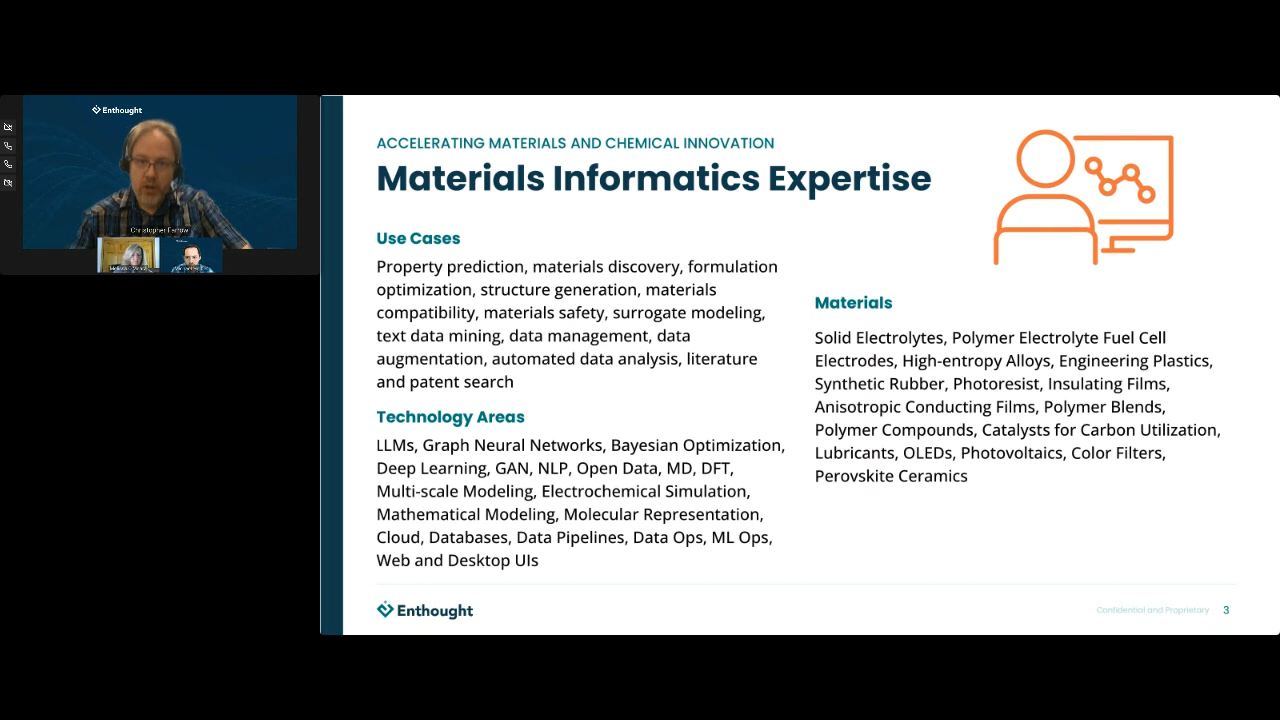 Enthought
Christopher Farrow
ACCELERATING MATERIALS AND CHEMICAL INNOVATION
Materials Informatics Expertise
Use Cases
Property prediction, materials discovery, formulation
optimization, structure generation, materials
compatibility, materials safety, surrogate modeling,
text data mining, data management, data
augmentation, automated data analysis, literature
and patent search
Technology Areas
LLMs, Graph Neural Networks, Bayesian Optimization,
Deep Learning, GAN, NLP, Open Data, MD, DFT,
Multi-scale Modeling, Electrochemical Simulation,
Mathematical Modeling, Molecular Representation,
Cloud, Databases, Data Pipelines, Data Ops, ML Ops,
Web and Desktop UIs
Materials
Solid Electrolytes, Polymer Electrolyte Fuel Cell
Electrodes, High-entropy Alloys, Engineering Plastics,
Synthetic Rubber, Photoresist, Insulating Films,
Anisotropic Conducting Films, Polymer Blends,
Polymer Compounds, Catalysts for Carbon Utilization,
Lubricants, OLEDs, Photovoltaics, Color Filters,
Perovskite Ceramics
Enthought
Confidential and Proprietary 3